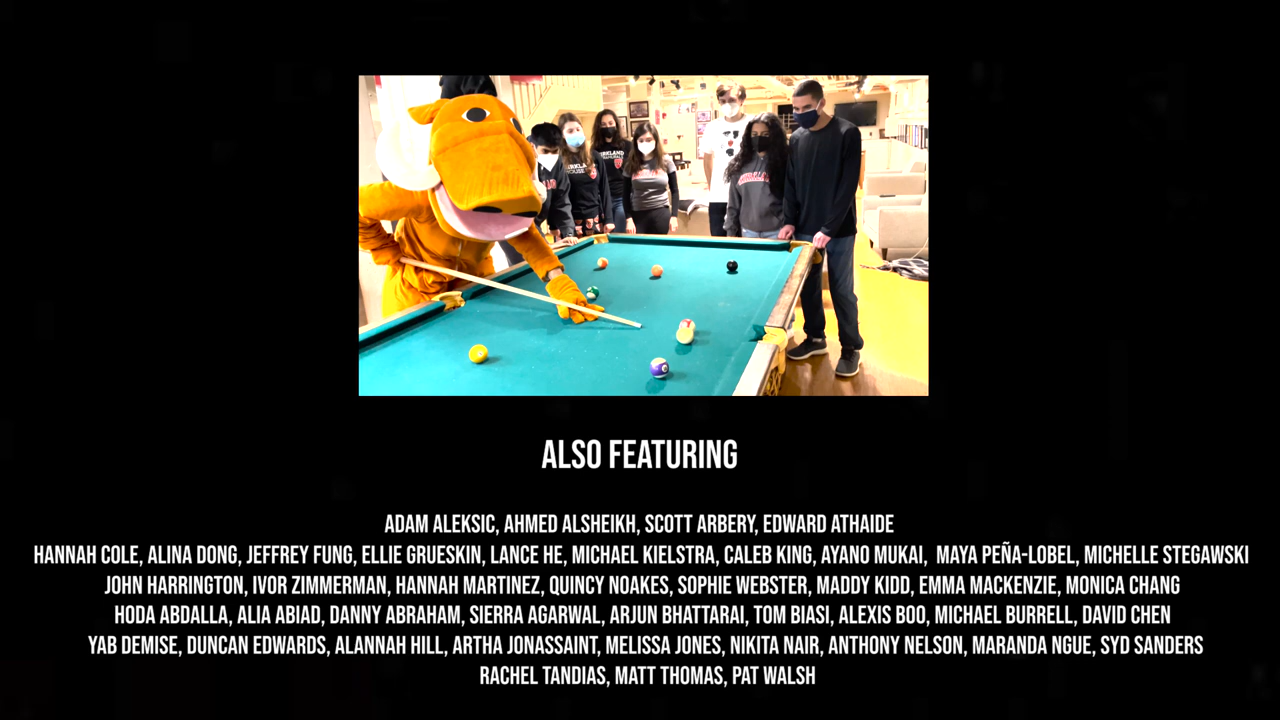 KIRKLAND
HOUSE
ALSO FEATURING
ADAM ALEKSIC, AHMED ALSHEIKH, SCOTT ARBERY, EDWARD ATHAIDE
HANNAH COLE, ALINA DONG, JEFFREY FUNG, ELLIE GRUESKIN, LANCE HE, MICHAEL KIELSTRA, CALEB KING, AYANO MUKAI, MAYA PEÑA-LOBEL, MICHELLE STEGAWSKI
JOHN HARRINGTON, IVOR ZIMMERMAN, HANNAH MARTINEZ, QUINCY NOAKES, SOPHIE WEBSTER, MADDY KIDD, EMMA MACKENZIE, MONICA CHANG
HODA ABDALLA, ALIA ABIAD, DANNY ABRAHAM, SIERRA AGARWAL, ARJUN BHATTARAI, TOM BIASI, ALEXIS BOO, MICHAEL BURRELL, DAVID CHEN
YAB DEMISE, DUNCAN EDWARDS, ALANNAH HILL, ARTHA JONASSAINT, MELISSA JONES, NIKITA NAIR, ANTHONY NELSON, MARANDA NGUE, SYD SANDERS
RACHEL TANDIAS, MATT THOMAS, PAT WALSH